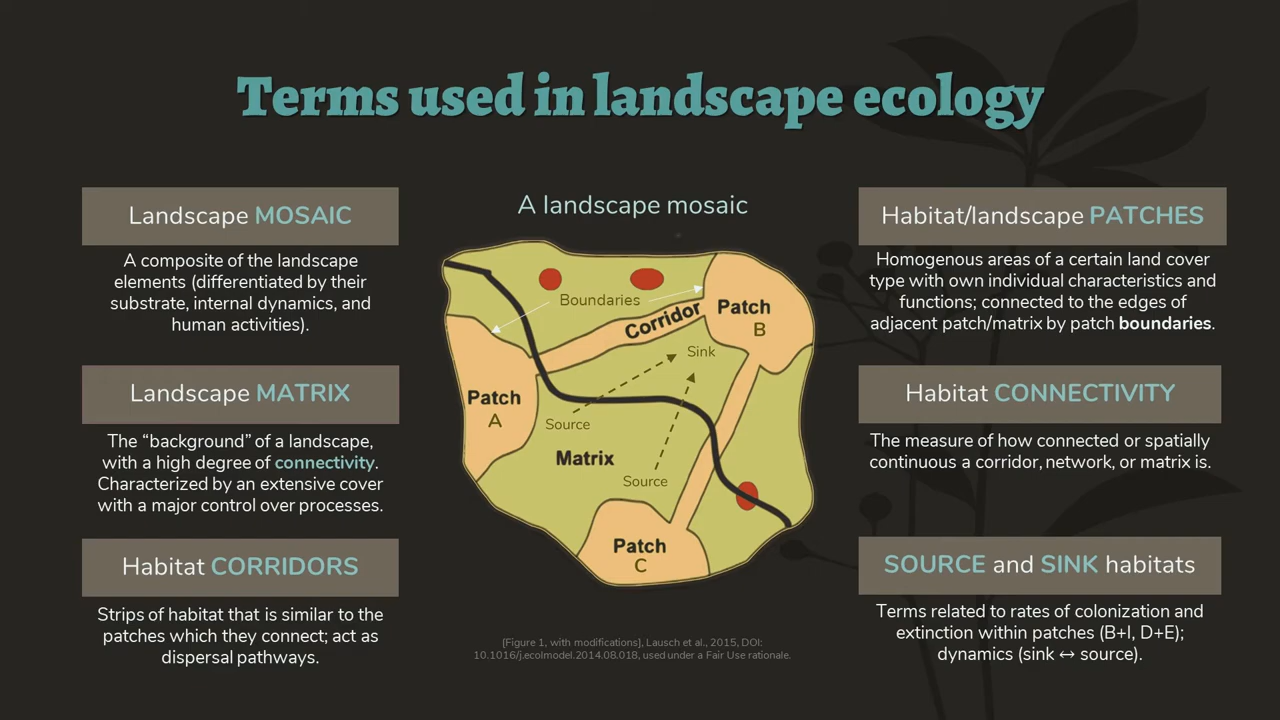 Terms used in landscape ecology
Landscape MOSAIC
A composite of the landscape
elements (differentiated by their
substrate, internal dynamics, and
human activities).
Landscape MATRIX
The “background” of a landscape,
with a high degree of connectivity.
Characterized by an extensive cover
with a major control over processes.
Habitat CORRIDORS
Strips of habitat that is similar to the
patches which they connect; act as
dispersal pathways.
A landscape mosaic
Boundaries
Corridor
Patch
B
Sink
Patch
A
Source
Matrix
Source
Patch
C
[Figure 1, with modifications], Lausch et al., 2015, DOI:
10.1016/j.ecolmodel.2014.08.018, used under a Fair Use rationale.
Habitat/landscape PATCHES
Homogenous areas of a certain land cover
type with own individual characteristics and
functions; connected to the edges of
adjacent patch/matrix by patch boundaries.
Habitat CONNECTIVITY
The measure of how connected or spatially
continuous a corridor, network, or matrix is.
SOURCE and SINK habitats
Terms related to rates of colonization and
extinction within patches (B+I, D+E);
dynamics (sink ↔ source).